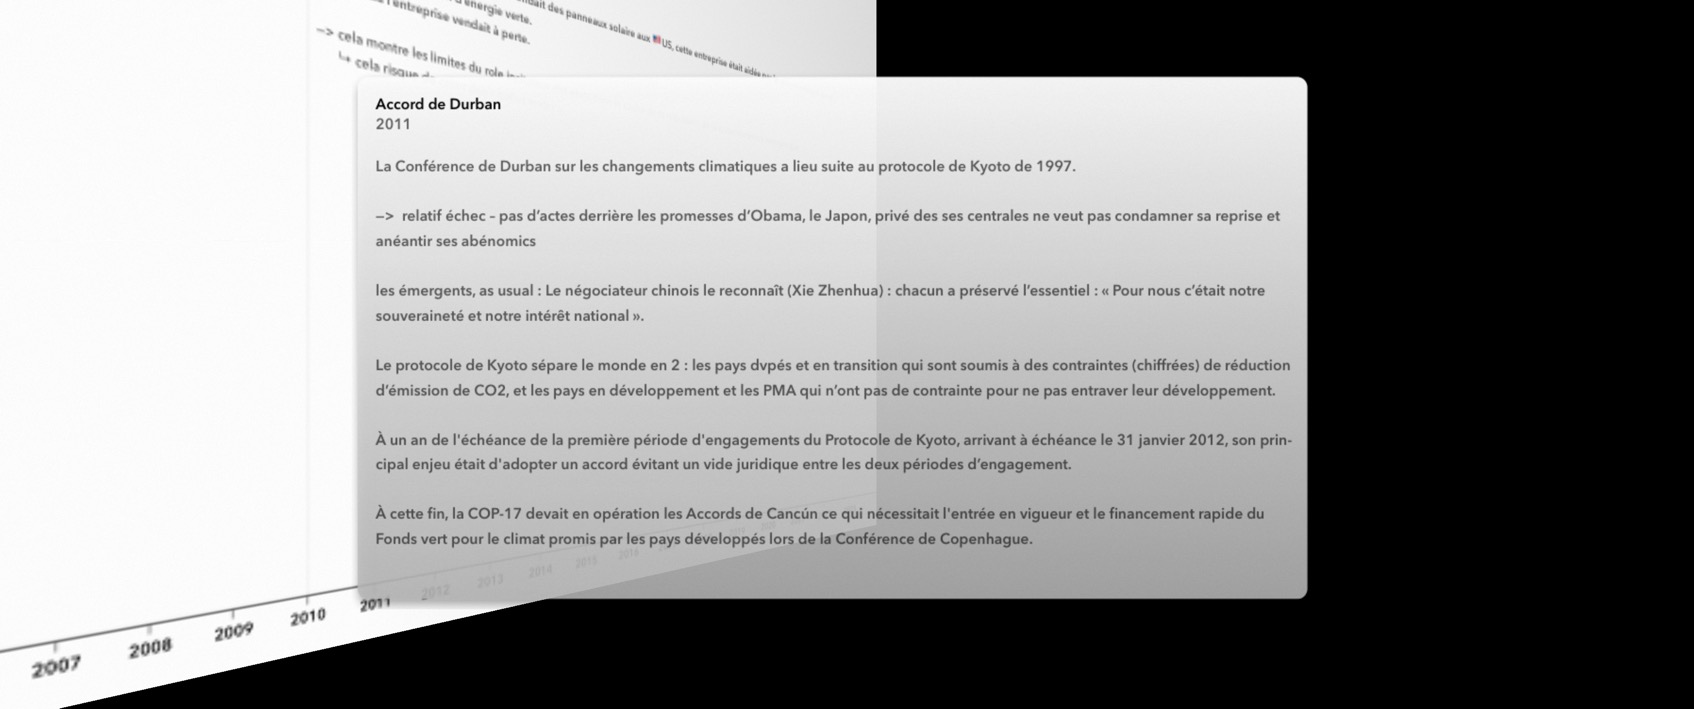 énergie verte.
l'entreprise vendait à perte.
des panneaux solaire aux 🇺🇸US, cette entreprise était aidée
—> cela montre les limites du role
↳ cela risque
Accord de Durban
2011
La Conférence de Durban sur les changements climatiques a lieu suite au protocole de Kyoto de 1997.
—> relatif échec – pas d’actes derrière les promesses d’Obama, le Japon, privé des ses centrales ne veut pas condamner sa reprise et
anéantir ses abénomics
les émergents, as usual : Le négociateur chinois le reconnaît (Xie Zhenhua) : chacun a préservé l’essentiel : « Pour nous c’était notre
souveraineté et notre intérêt national ».
Le protocole de Kyoto sépare le monde en 2 : les pays dvpés et en transition qui sont soumis à des contraintes (chiffrées) de réduction
d’émission de CO2, et les pays en développement et les PMA qui n’ont pas de contrainte pour ne pas entraver leur développement.
À un an de l'échéance de la première période d'engagements du Protocole de Kyoto, arrivant à échéance le 31 janvier 2012, son prin-
cipal enjeu était d'adopter un accord évitant un vide juridique entre les deux périodes d’engagement.
À cette fin, la COP-17 devait en opération les Accords de Cancún ce qui nécessitait l'entrée en vigueur et le financement rapide du
Fonds vert pour le climat promis par les pays développés lors de la Conférence de Copenhague.
2007 2008 2009 2010 2011 2012 2013 2014 2015 2016